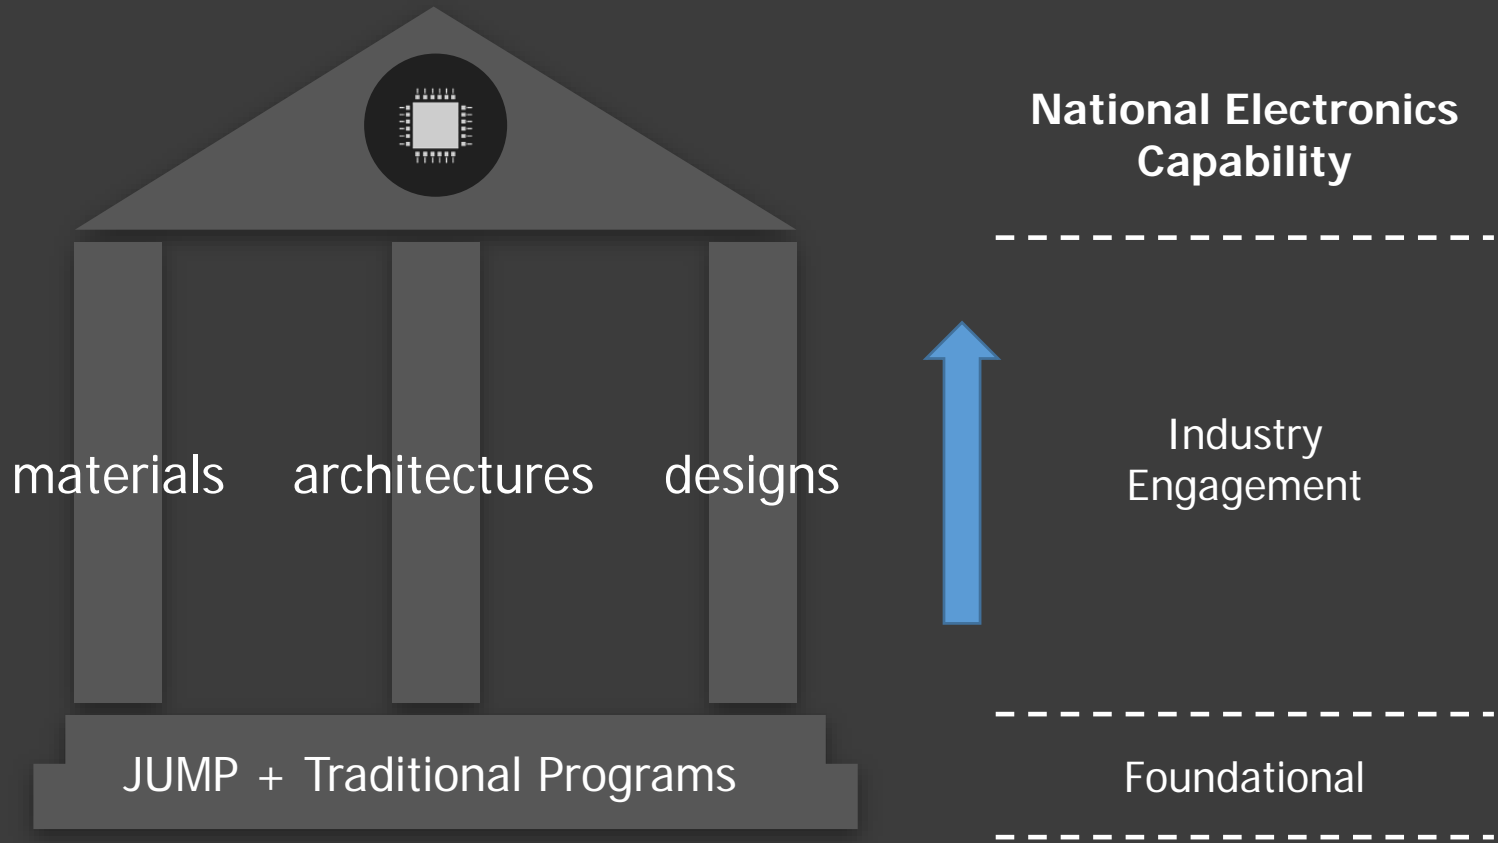 National Electronics
Capability
materials
architectures
designs
Industry
Engagement
JUMP + Traditional Programs
Foundational